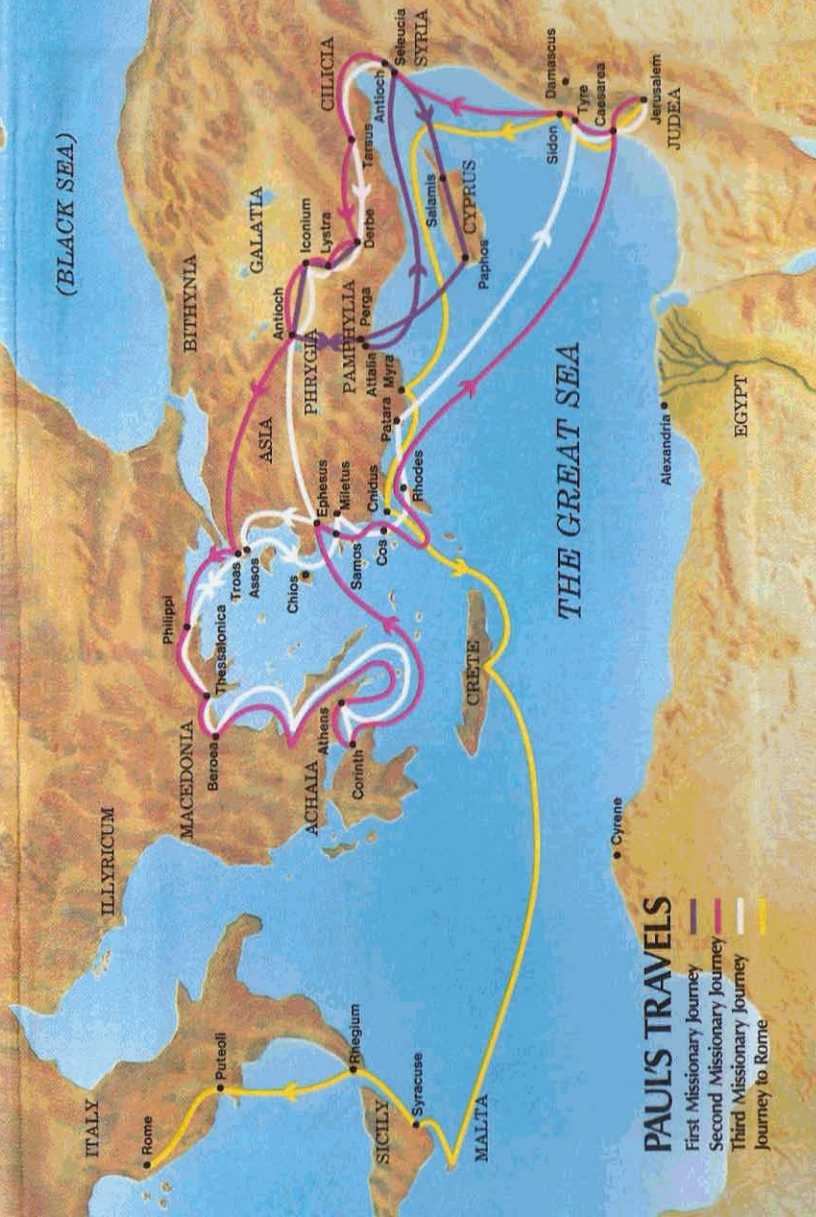 (BLACK SEA)
ITALY
Rome
Puteoli
Rhegium
SICILY
Syracuse
MALTA
ILLYRICUM
MACEDONIA
Philippi
Thessalonica
Beroea
ACHAIA
Athens
Corinth
BITHYNIA
GALATIA
CILICIA
ASIA
PHRYGIA
PAMPHYLIA
Troas
Assos
Chios
Ephesus
Miletus
Samos
Cos
Cnidus
Rhodes
Patara
Myra
Attalia
Perga
Antioch
Iconium
Lystra
Derbe
Tarsus
Antioch
Seleucia
SYRIA
CYPRUS
Salamis
Paphos
Damascus
Sidon
Tyre
Caesarea
Jerusalem
JUDEA
CRETE
THE GREAT SEA
Cyrene
Alexandria
EGYPT
PAUL'S TRAVELS
First Missionary Journey
Second Missionary Journey
Third Missionary Journey
Journey to Rome